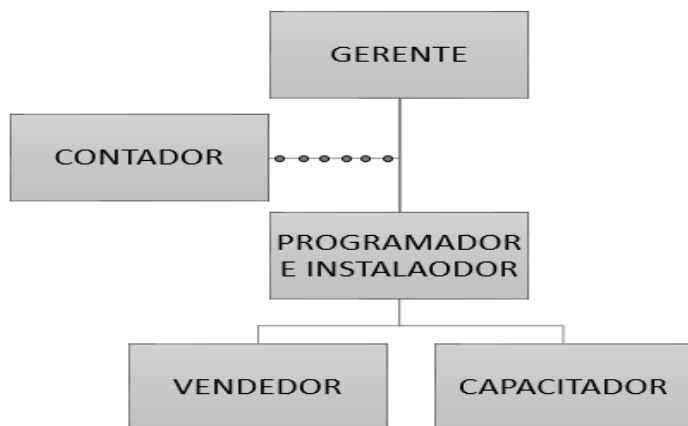 GERENTE
CONTADOR
PROGRAMADOR
E INSTALAODOR
VENDEDOR
CAPACITADOR